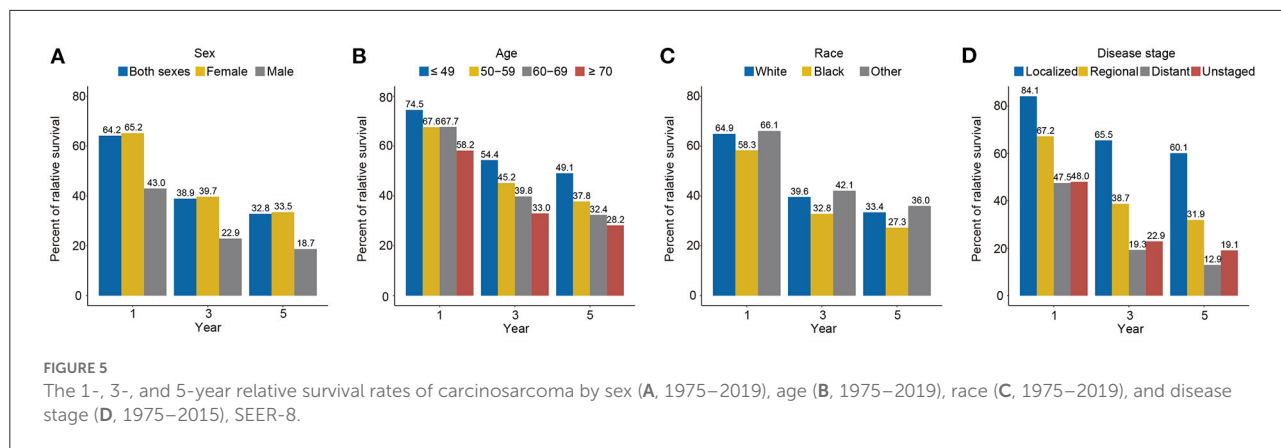 A
Sex
Both sexes Female Male
Percent of ralative survival
80
60
40
20
0
64.2 65.2 43.0
38.9 39.7 22.9
32.8 33.5 18.7
1 3 5
Year
B
Age
≤ 49 50−59 60−69 ≥ 70
Percent of ralative survival
80
60
40
20
0
74.5 67.6 67.7 58.2
54.4 45.2 39.8 33.0
49.1 37.8 32.4 28.2
1 3 5
Year
C
Race
White Black Other
Percent of ralative survival
80
60
40
20
0
64.9 58.3 66.1
39.6 32.8 42.1
33.4 27.3 36.0
1 3 5
Year
D
Disease stage
Localized Regional Distant Unstaged
Percent of ralative survival
80
60
40
20
0
84.1 67.2 47.5 48.0
65.5 38.7 19.3 22.9
60.1 31.9 12.9 19.1
1 3 5
Year
FIGURE 5
The 1-, 3-, and 5-year relative survival rates of carcinosarcoma by sex (A, 1975–2019), age (B, 1975–2019), race (C, 1975–2019), and disease
stage (D, 1975–2015), SEER-8.